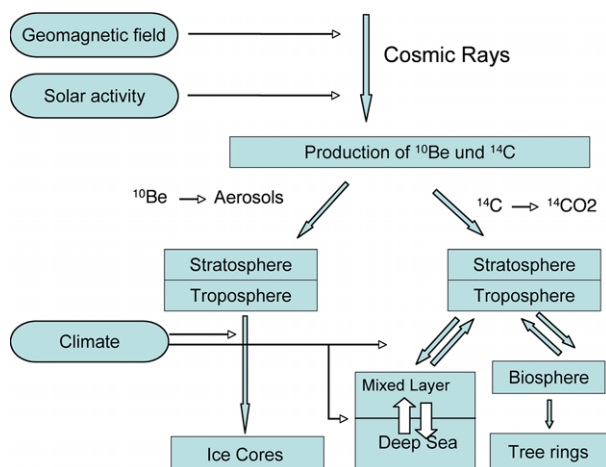 Geomagnetic field
Cosmic Rays
Solar activity
Production of ¹⁰Be und ¹⁴C
¹⁰Be → Aerosols
¹⁴C → ¹⁴CO2
Stratosphere
Troposphere
Stratosphere
Troposphere
Climate
Mixed Layer
Deep Sea
Biosphere
Ice Cores
Tree rings